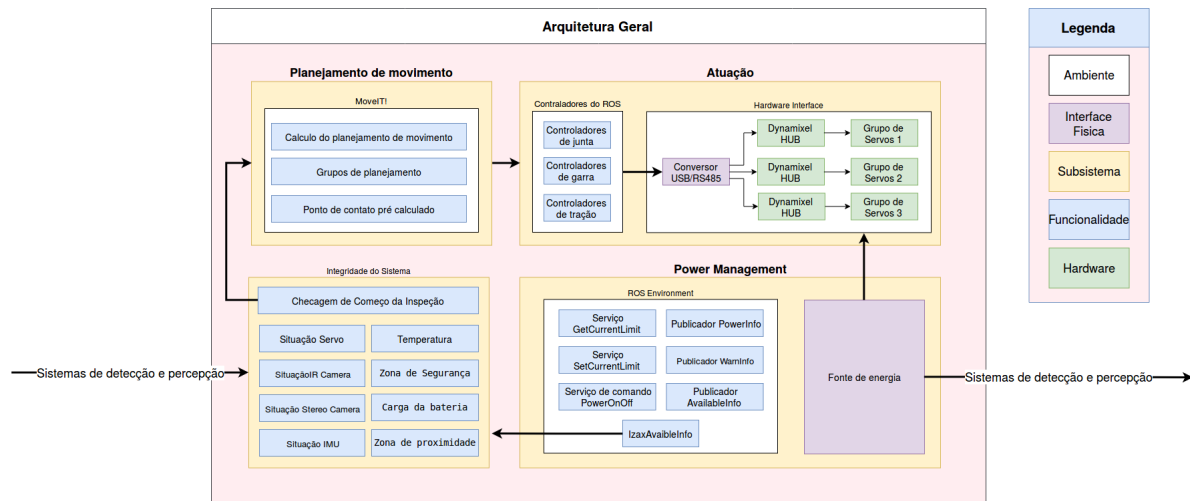 Arquitetura Geral
Planejamento de movimento
MoveIT!
Calculo do planejamento de movimento
Grupos de planejamento
Ponto de contato pré calculado
Atuação
Contraladores do ROS
Controladores
de junta
Controladores
de garra
Controladores
de tração
Hardware Interface
Conversor
USB/RS485
Dynamixel
HUB
Grupo de
Servos 1
Dynamixel
HUB
Grupo de
Servos 2
Dynamixel
HUB
Grupo de
Servos 3
Integridade do Sistema
Checagem de Começo da Inspeção
Situação Servo
Temperatura
SituaçãoIR Camera
Zona de Segurança
Situação Stereo Camera
Carga da bateria
Situação IMU
Zona de proximidade
Sistemas de detecção e percepção
Power Management
ROS Environment
Serviço
GetCurrentLimit
Publicador PowerInfo
Serviço
SetCurrentLimit
Publicador WarnInfo
Serviço de comando
PowerOnOff
Publicador
AvailableInfo
IzaxAvaibleInfo
Fonte de energia
Sistemas de detecção e percepção
Legenda
Ambiente
Interface
Fisica
Subsistema
Funcionalidade
Hardware